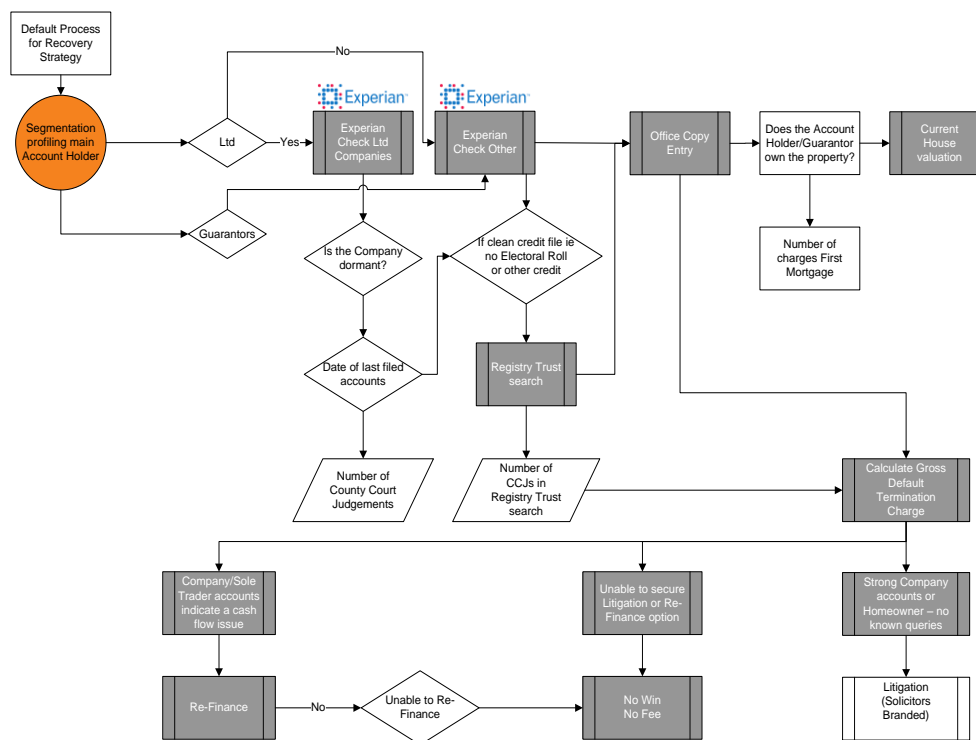 Default Process
for Recovery
Strategy
No
Experian
Experian
Segmentation
profiling main
Account Holder
Ltd
Yes
Experian
Check Ltd
Companies
Experian
Check Other
Office Copy
Entry
Does the Account
Holder/Guarantor
own the property?
Current
House
valuation
Guarantors
Is the Company
dormant?
If clean credit file ie
no Electoral Roll
or other credit
Number of
charges First
Mortgage
Date of last filed
accounts
Registry Trust
search
Number of
County Court
Judgements
Number of
CCJs in
Registry Trust
search
Calculate Gross
Default
Termination
Charge
Company/Sole
Trader accounts
indicate a cash
flow issue
Unable to secure
Litigation or Re-
Finance option
Strong Company
accounts or
Homeowner – no
known queries
Re-Finance
No
Unable to Re-
Finance
No Win
No Fee
Litigation
(Solicitors
Branded)